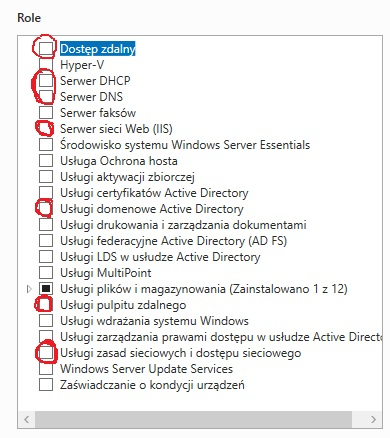 Role
Dostęp zdalny
Hyper-V
Serwer DHCP
Serwer DNS
Serwer faksów
Serwer sieci Web (IIS)
Środowisko systemu Windows Server Essentials
Usługa Ochrona hosta
Usługi aktywacji zbiorczej
Usługi certyfikatów Active Directory
Usługi domenowe Active Directory
Usługi drukowania i zarządzania dokumentami
Usługi federacyjne Active Directory (AD FS)
Usługi LDS w usłudze Active Directory
Usługi MultiPoint
Usługi plików i magazynowania (Zainstalowano 1 z 12)
Usługi pulpitu zdalnego
Usługi wdrażania systemu Windows
Usługi zarządzania prawami dostępu w usłudze Active
Usługi zasad sieciowych i dostępu sieciowego
Windows Server Update Services
Zaświadczanie o kondycji urządzeń